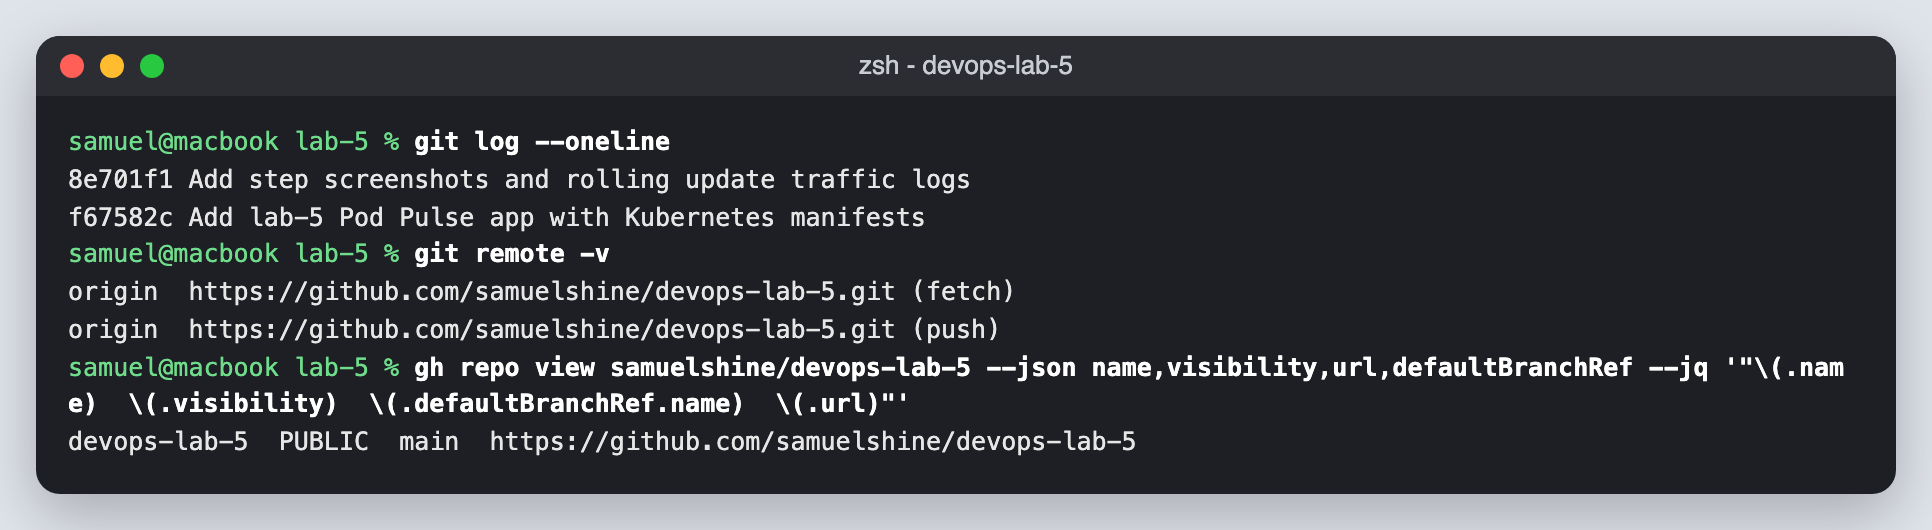 zsh - devops-lab-5
samuel@macbook lab-5 % git log --oneline
8e701f1 Add step screenshots and rolling update traffic logs
f67582c Add lab-5 Pod Pulse app with Kubernetes manifests
samuel@macbook lab-5 % git remote -v
origin  https://github.com/samuelshine/devops-lab-5.git (fetch)
origin  https://github.com/samuelshine/devops-lab-5.git (push)
samuel@macbook lab-5 % gh repo view samuelshine/devops-lab-5 --json name,visibility,url,defaultBranchRef --jq '"\(.nam
e)  \(.visibility)  \(.defaultBranchRef.name)  \(.url)"'
devops-lab-5  PUBLIC  main  https://github.com/samuelshine/devops-lab-5